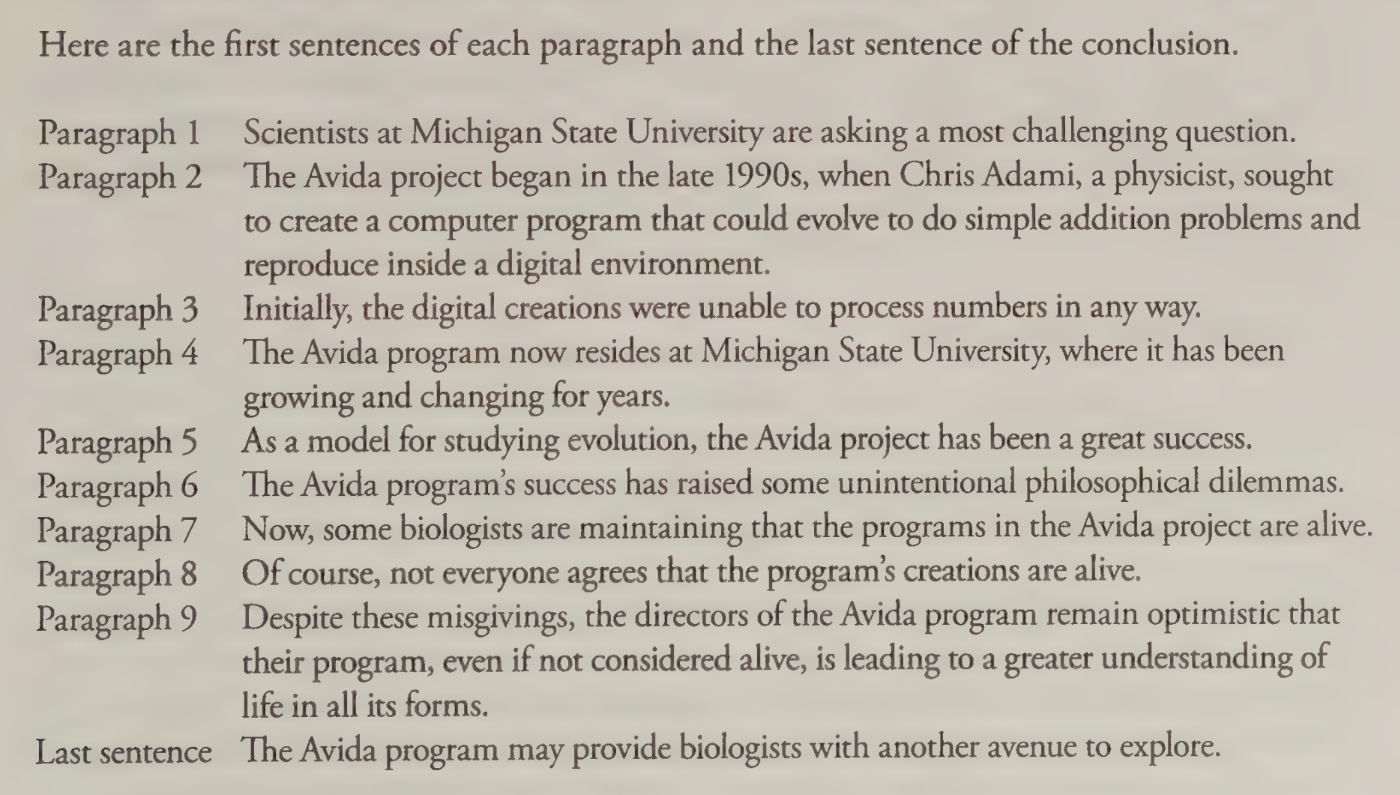 Here are the first sentences of each paragraph and the last sentence of the conclusion.
Paragraph 1 Scientists at Michigan State University are asking a most challenging question.
Paragraph 2 The Avida project began in the late 1990s, when Chris Adami, a physicist, sought
to create a computer program that could evolve to do simple addition problems and
reproduce inside a digital environment.
Paragraph 3 Initially, the digital creations were unable to process numbers in any way.
Paragraph 4 The Avida program now resides at Michigan State University, where it has been
growing and changing for years.
Paragraph 5 As a model for studying evolution, the Avida project has been a great success.
Paragraph 6 The Avida program's success has raised some unintentional philosophical dilemmas.
Paragraph 7 Now, some biologists are maintaining that the programs in the Avida project are alive.
Paragraph 8 Of course, not everyone agrees that the program's creations are alive.
Paragraph 9 Despite these misgivings, the directors of the Avida program remain optimistic that
their program, even if not considered alive, is leading to a greater understanding of
life in all its forms.
Last sentence The Avida program may provide biologists with another avenue to explore.